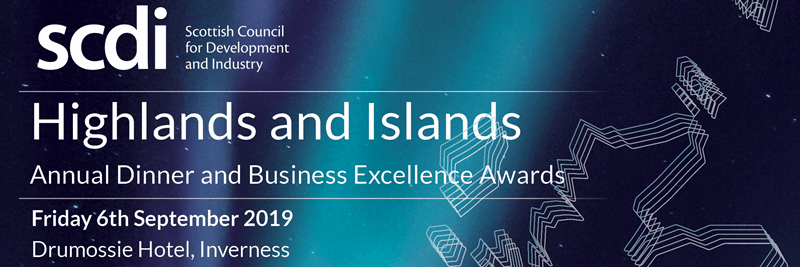 scdi
Scottish Council
for Development
and Industry
Highlands and Islands
Annual Dinner and Business Excellence Awards
Friday 6th September 2019
Drumossie Hotel, Inverness